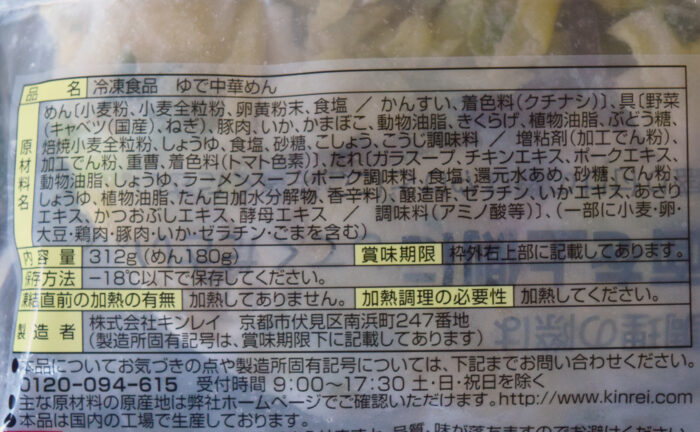 品名 冷凍食品 ゆで中華めん
原材料名 めん〔小麦粉、小麦全粒粉、卵黄粉末、食塩 / かんすい、着色料(クチナシ)〕、具〔野菜
(キャベツ(国産)、ねぎ)、豚肉、いか、かまぼこ、動物油脂、きくらげ、植物油脂、ぶどう糖、
焙焼小麦全粒粉、しょうゆ、食塩、砂糖、こしょう、こうじ調味料 / 増粘剤(加工でん粉)、
加工でん粉、重曹、着色料(トマト色素)〕、たれ〔ガラスープ、チキンエキス、ポークエキス、
動物油脂、しょうゆ、ラーメンスープ(ポーク調味料、食塩、還元水あめ、砂糖、でん粉、
しょうゆ、植物油脂、たん白加水分解物、香辛料)、醸造酢、ゼラチン、いかエキス、あさり
エキス、かつおぶしエキス、酵母エキス / 調味料(アミノ酸等)〕、(一部に小麦・卵・
大豆・鶏肉・豚肉・いか・ゼラチン・ごまを含む)
内容量 312g(めん180g) 賞味期限 枠外右上部に記載してあります。
保存方法 -18℃以下で保存してください。
凍結直前の加熱の有無 加熱してありません。 加熱調理の必要性 加熱してください。
製造者 株式会社キンレイ 京都市伏見区南浜町247番地
(製造所固有記号は、賞味期限下に記載してあります)
●本品についてお気づきの点や製造所固有記号については、下記までお問い合わせください。
0120-094-615 受付時間 9:00〜17:30 土・日・祝日を除く
●主な原材料の原産地は弊社ホームページでご確認いただけます。http://www.kinrei.com
●本品は国内の工場で生産しております。